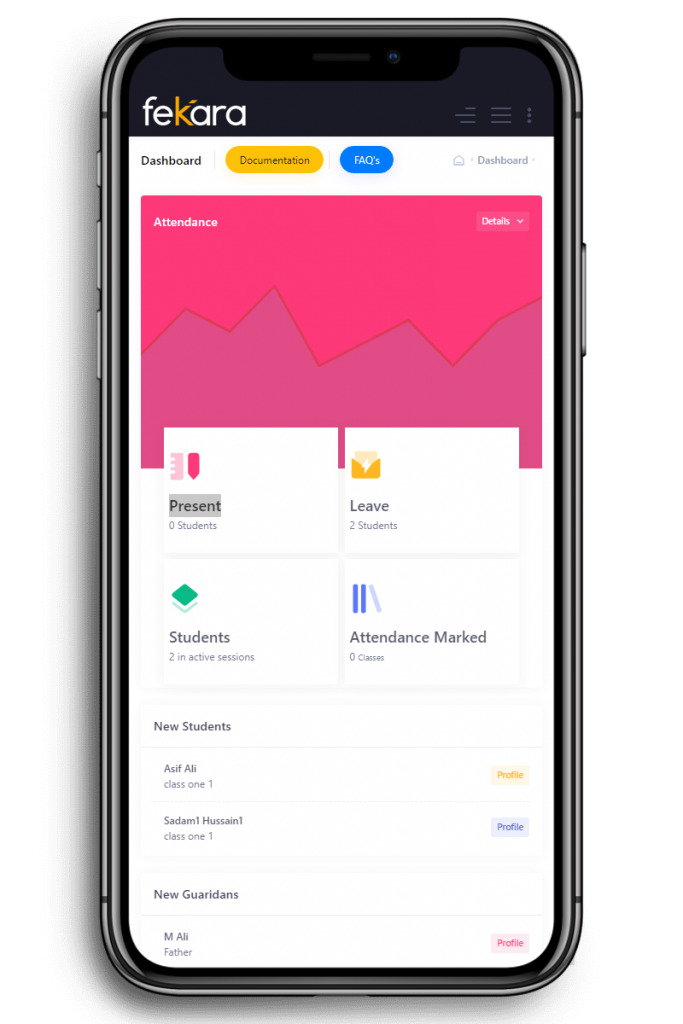 fekara
Dashboard Documentation FAQ's Dashboard
Attendance Details
Present
0 Students
Leave
2 Students
Students
2 in active sessions
Attendance Marked
0 Classes
New Students
Asif Ali
class one 1
Profile
Sadam1 Hussain1
class one 1
Profile
New Guaridans
M Ali
Father
Profile